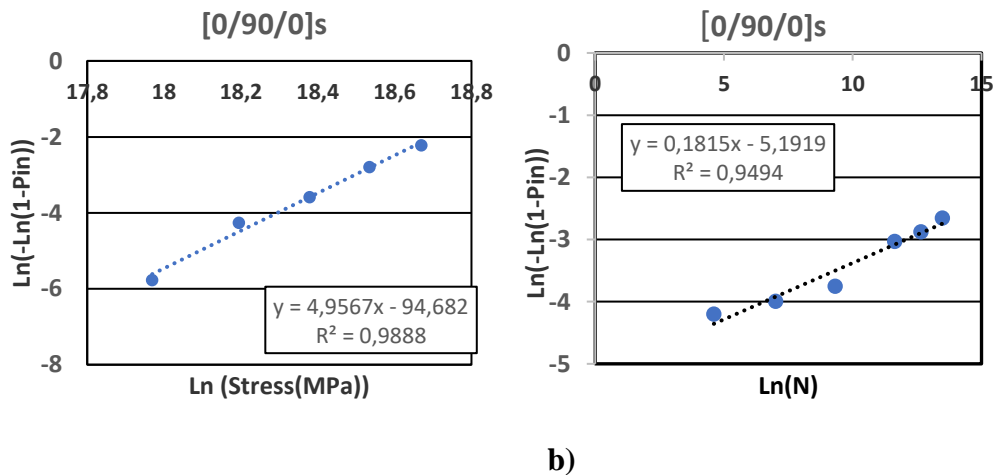 [0/90/0]s
0
17,8 18 18,2 18,4 18,6 18,8
-2
-4
-6
-8
Ln(-Ln(1-Pin))
y = 4,9567x - 94,682
R² = 0,9888
Ln (Stress(MPa))
[0/90/0]s
0
0 5 10 15
-1
-2
-3
-4
-5
Ln(-Ln(1-Pin))
y = 0,1815x - 5,1919
R² = 0,9494
Ln(N)
b)